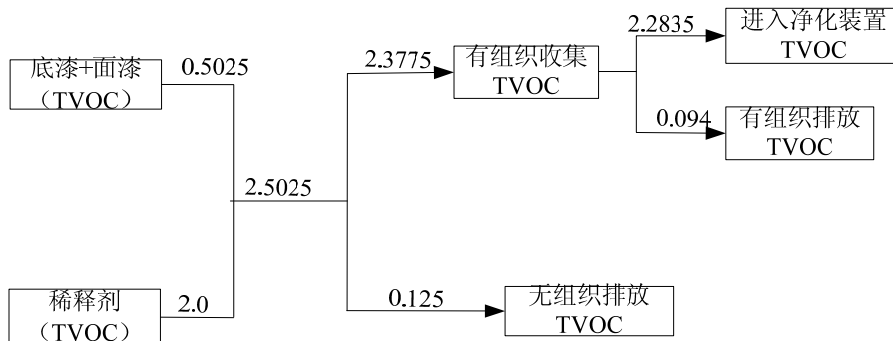 底漆+面漆
（TVOC）
0.5025
稀释剂
（TVOC）
2.0
2.5025
2.3775
有组织收集
TVOC
2.2835
进入净化装置
TVOC
0.094
有组织排放
TVOC
0.125
无组织排放
TVOC